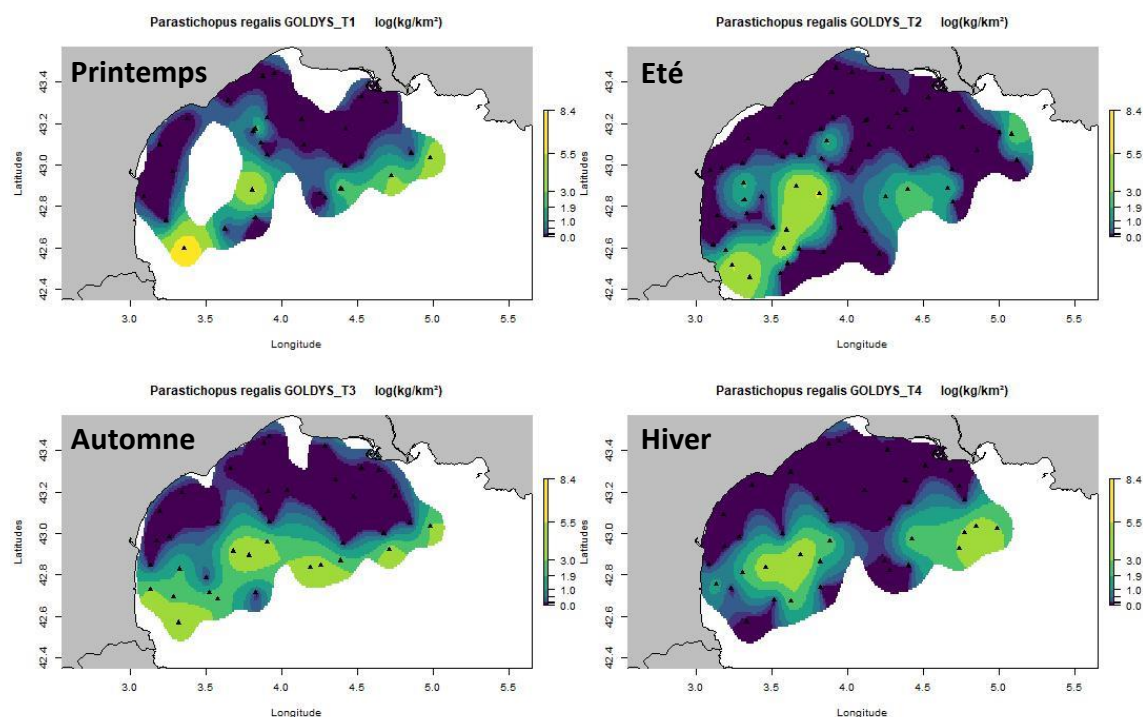 Parastichopus regalis GOLDYS_T1 log(kg/km²)
Printemps
Latitudes
43.4
43.2
43.0
42.8
42.6
42.4
3.0 3.5 4.0 4.5 5.0 5.5
Longitude
8.4
5.5
3.0
1.9
0.0
Parastichopus regalis GOLDYS_T2 log(kg/km²)
Eté
Latitudes
43.4
43.2
43.0
42.8
42.6
42.4
3.0 3.5 4.0 4.5 5.0 5.5
Longitude
8.4
5.5
3.0
1.9
0.0
Parastichopus regalis GOLDYS_T3 log(kg/km²)
Automne
Latitudes
43.4
43.2
43.0
42.8
42.6
42.4
3.0 3.5 4.0 4.5 5.0 5.5
Longitude
8.4
5.5
3.0
1.9
0.0
Parastichopus regalis GOLDYS_T4 log(kg/km²)
Hiver
Latitudes
43.4
43.2
43.0
42.8
42.6
42.4
3.0 3.5 4.0 4.5 5.0 5.5
Longitude
8.4
5.5
3.0
1.9
0.0